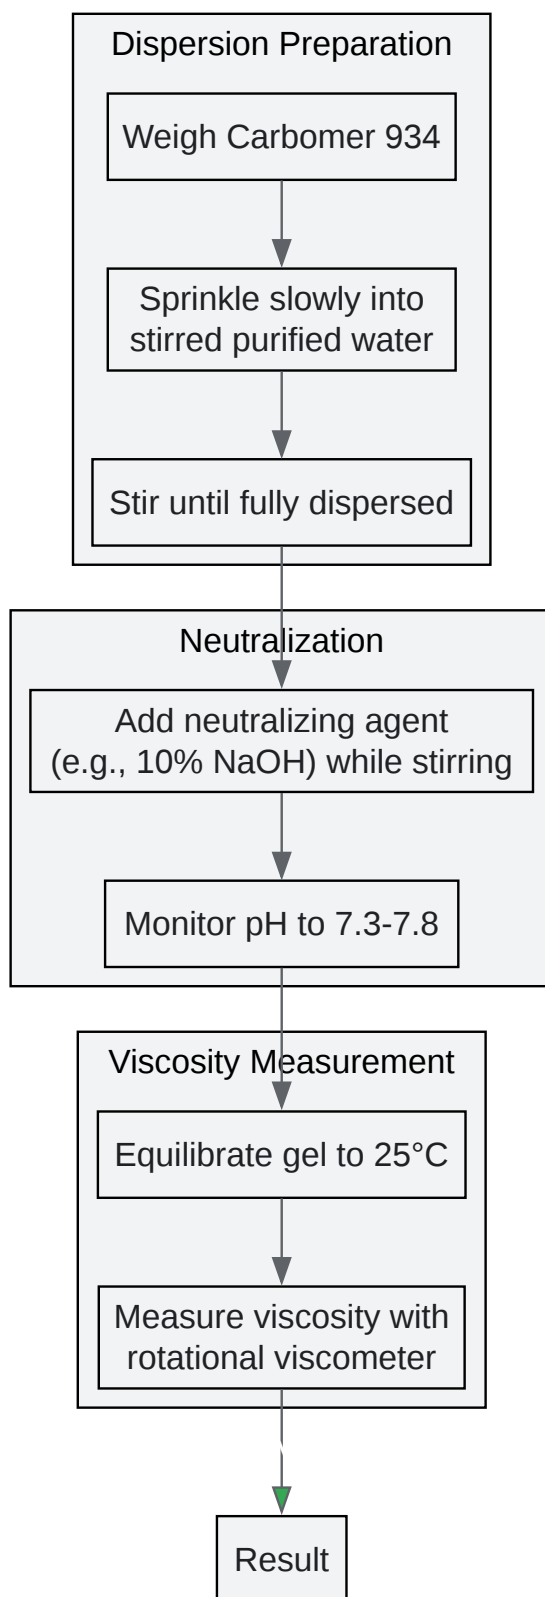 Dispersion Preparation
Weigh Carbomer 934
Sprinkle slowly into
stirred purified water
Stir until fully dispersed
Neutralization
Add neutralizing agent
(e.g., 10% NaOH) while stirring
Monitor pH to 7.3-7.8
Viscosity Measurement
Equilibrate gel to 25°C
Measure viscosity with
rotational viscometer
Result